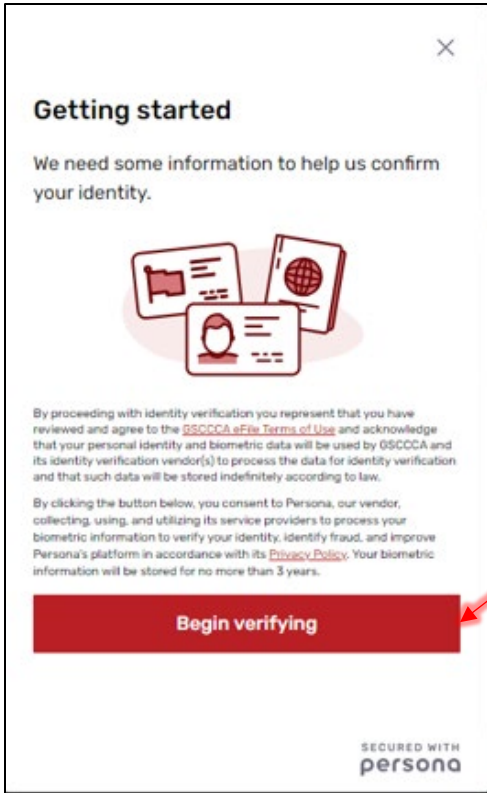 Getting started
We need some information to help us confirm
your identity.
By proceeding with identity verification you represent that you have
reviewed and agree to the GSCCCA eFile Terms of Use and acknowledge
that your personal identity and biometric data will be used by GSCCCA and
its identity verification vendor(s) to process the data for identity verification
and that such data will be stored indefinitely according to law.
By clicking the button below, you consent to Persona, our vendor,
collecting, using, and utilizing its service providers to process your
biometric information to verify your identity, identify fraud, and improve
Persona's platform in accordance with its Privacy Policy. Your biometric
information will be stored for no more than 3 years.
Begin verifying
SECURED WITH
persona